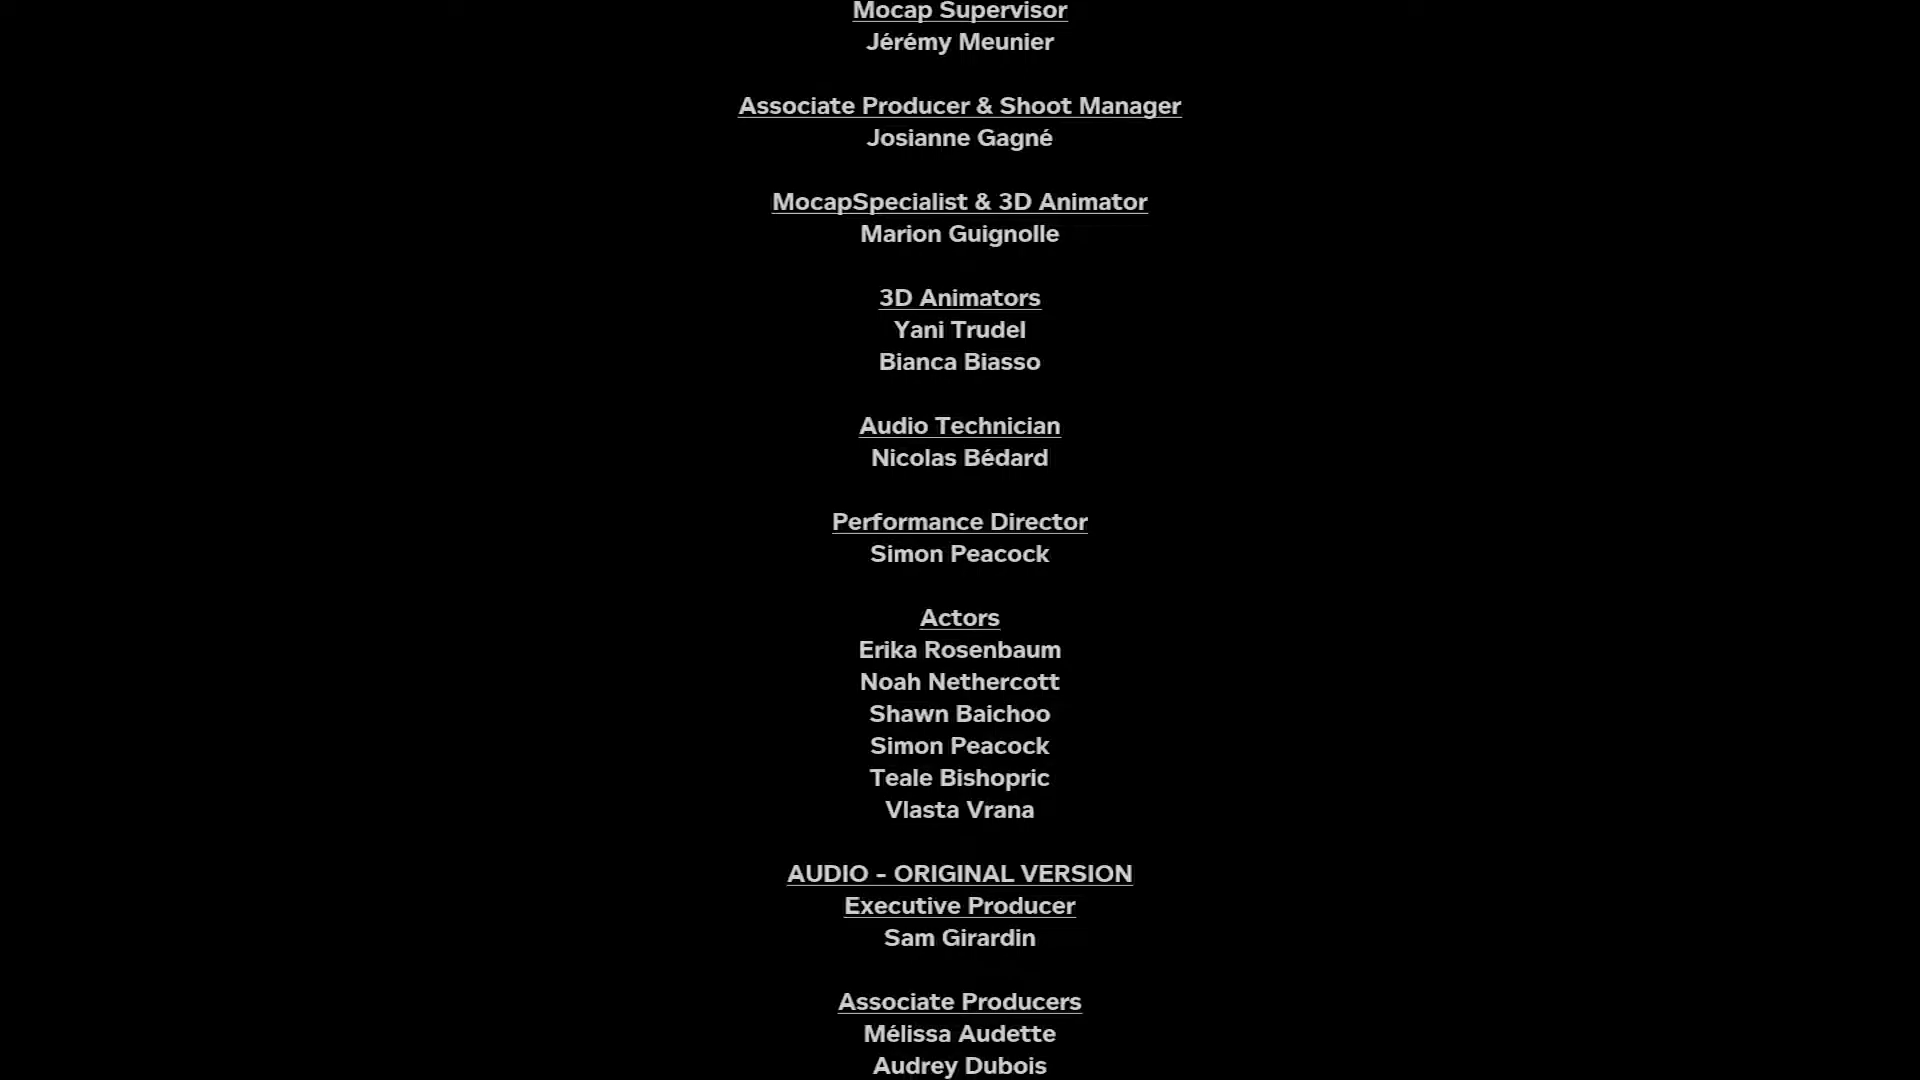 Mocap Supervisor
Jérémy Meunier
Associate Producer & Shoot Manager
Josianne Gagné
MocapSpecialist & 3D Animator
Marion Guignolle
3D Animators
Yani Trudel
Bianca Biasso
Audio Technician
Nicolas Bédard
Performance Director
Simon Peacock
Actors
Erika Rosenbaum
Noah Nethercott
Shawn Baichoo
Simon Peacock
Teale Bishopric
Vlasta Vrana
AUDIO - ORIGINAL VERSION
Executive Producer
Sam Girardin
Associate Producers
Mélissa Audette
Audrey Dubois